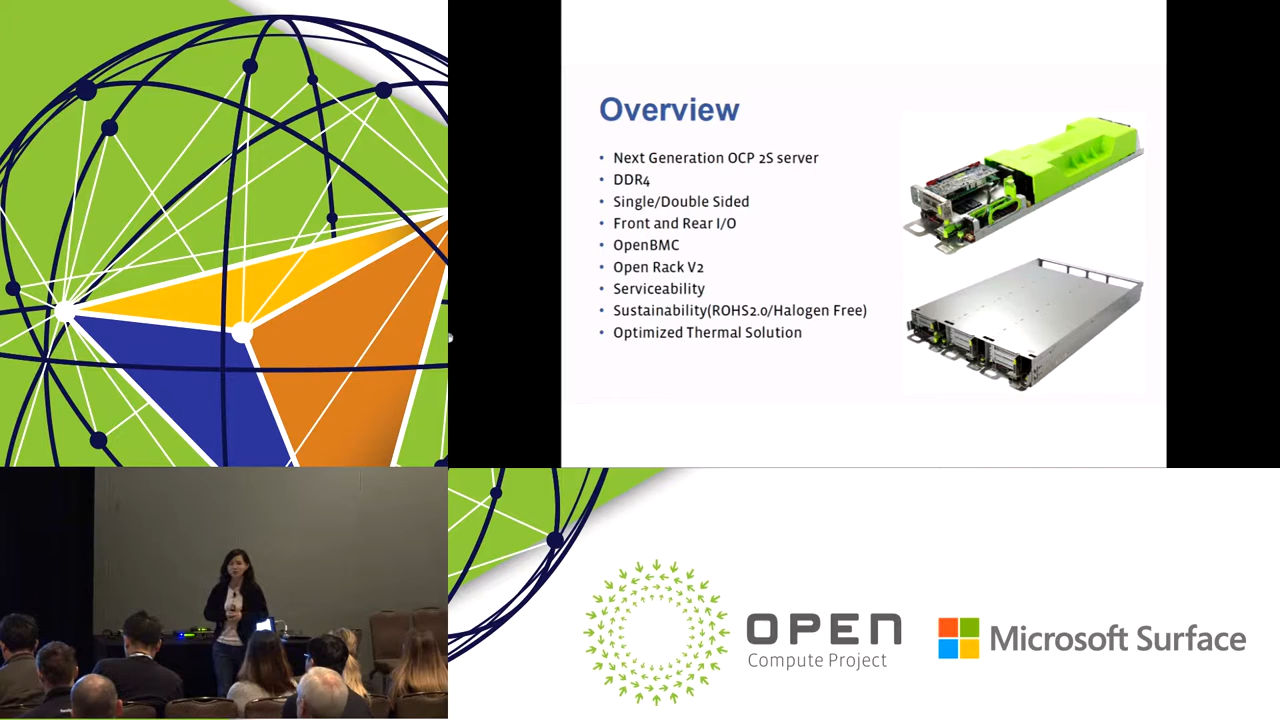 Overview
• Next Generation OCP 2S server
• DDR4
• Single/Double Sided
• Front and Rear I/O
• OpenBMC
• Open Rack V2
• Serviceability
• Sustainability(ROHS2.0/Halogen Free)
• Optimized Thermal Solution
OPEN
Compute Project
Microsoft Surface